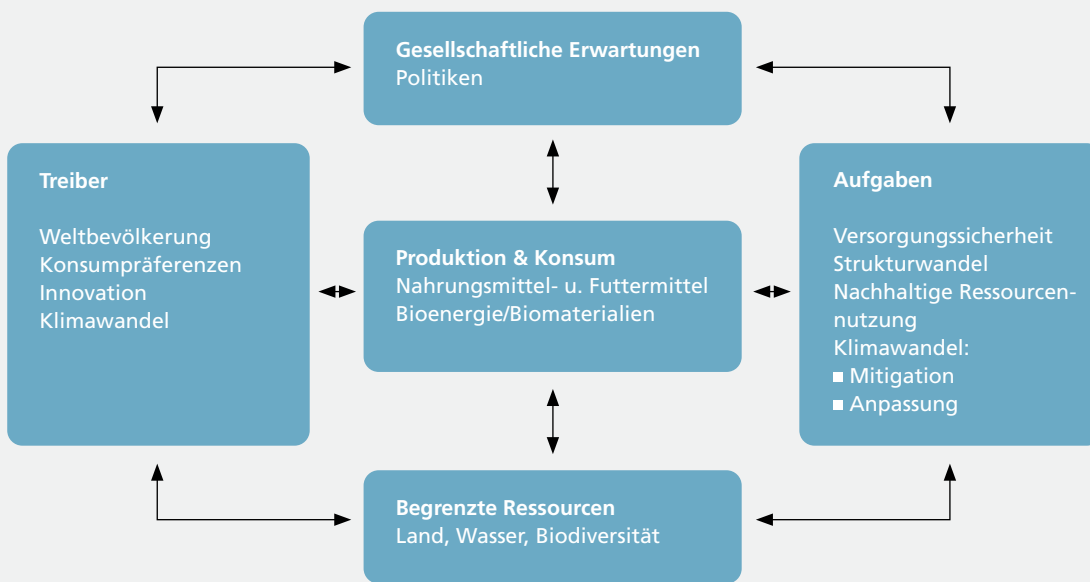 Gesellschaftliche Erwartungen
Politiken
Treiber
Weltbevölkerung
Konsumpräferenzen
Innovation
Klimawandel
Produktion & Konsum
Nahrungsmittel- u. Futtermittel
Bioenergie/Biomaterialien
Aufgaben
Versorgungssicherheit
Strukturwandel
Nachhaltige Ressourcen-
nutzung
Klimawandel:
■ Mitigation
■ Anpassung
Begrenzte Ressourcen
Land, Wasser, Biodiversität